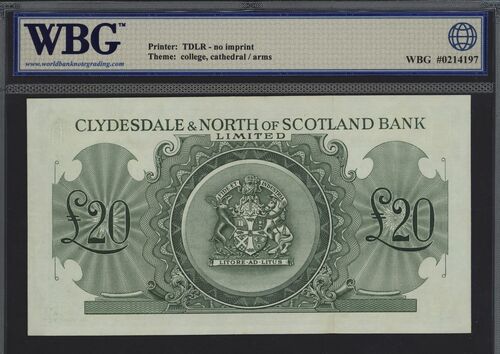 WBG™
www.worldbanknotegrading.com
Printer: TDLR - no imprint
Theme: college, cathedral / arms
WBG #0214197
CLYDESDALE & NORTH OF SCOTLAND BANK
LIMITED
£20
£20
LITORE·AD·LITUS